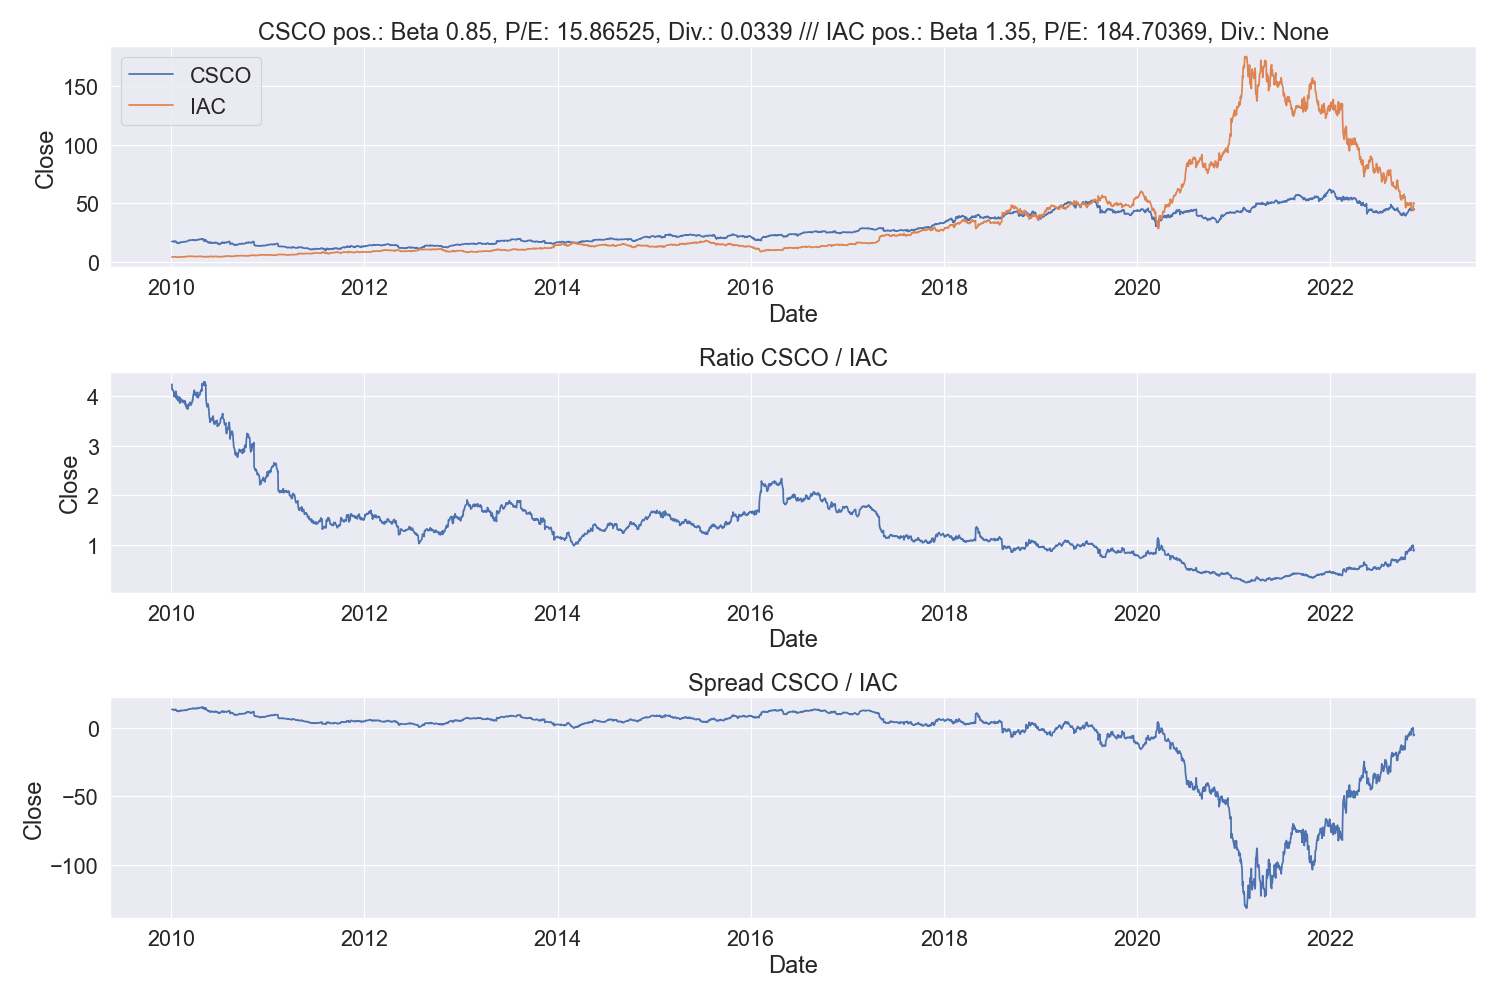 CSCO pos.: Beta 0.85, P/E: 15.86525, Div.: 0.0339 /// IAC pos.: Beta 1.35, P/E: 184.70369, Div.: None
CSCO
IAC
Close
150
100
50
0
2010 2012 2014 2016 2018 2020 2022
Date
Ratio CSCO / IAC
Close
4
3
2
1
2010 2012 2014 2016 2018 2020 2022
Date
Spread CSCO / IAC
Close
0
−50
−100
2010 2012 2014 2016 2018 2020 2022
Date